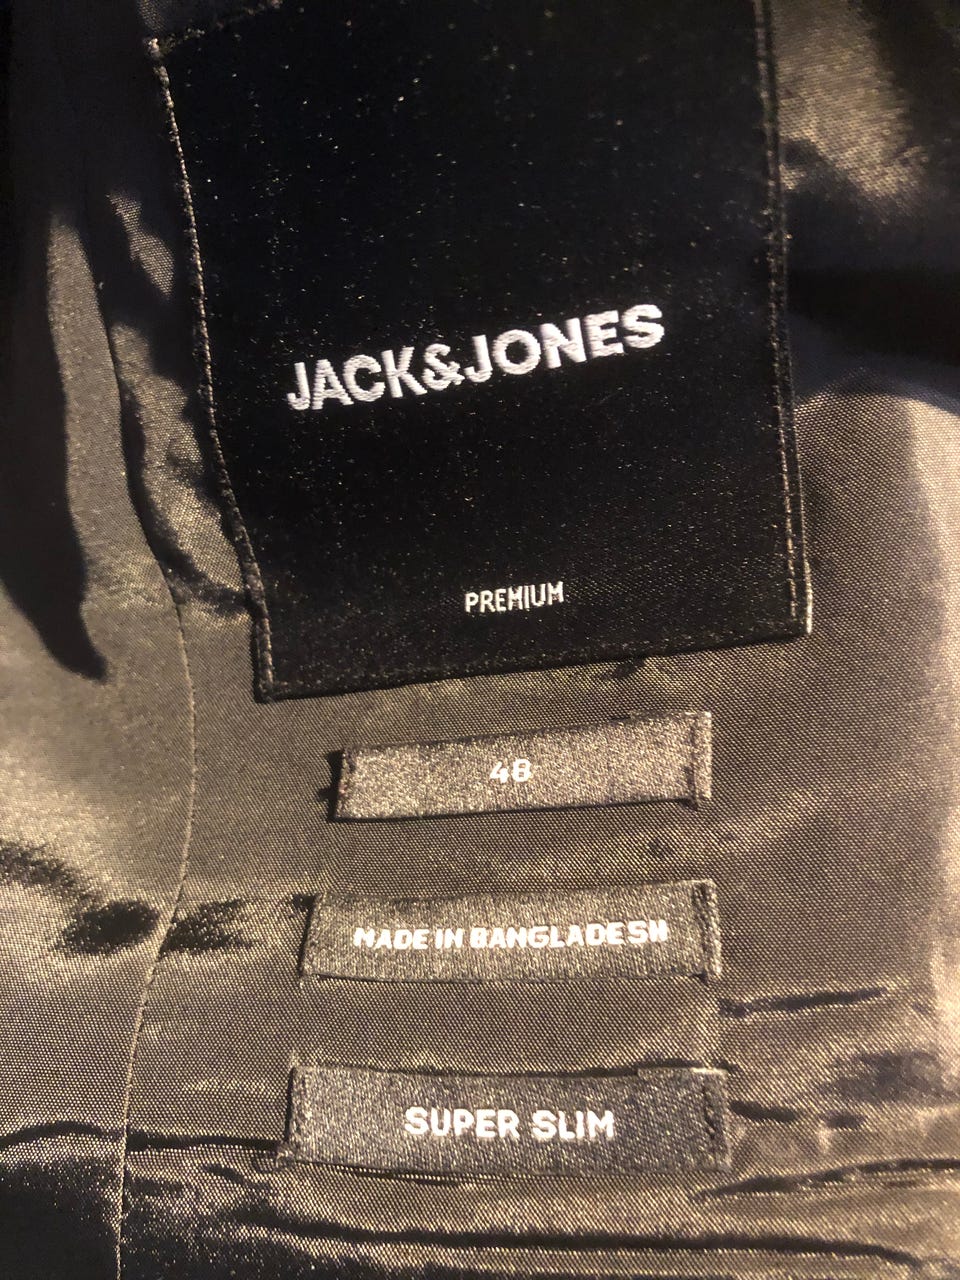 JACK&JONES
PREMIUM
48
MADE IN BANGLADESH
SUPER SLIM